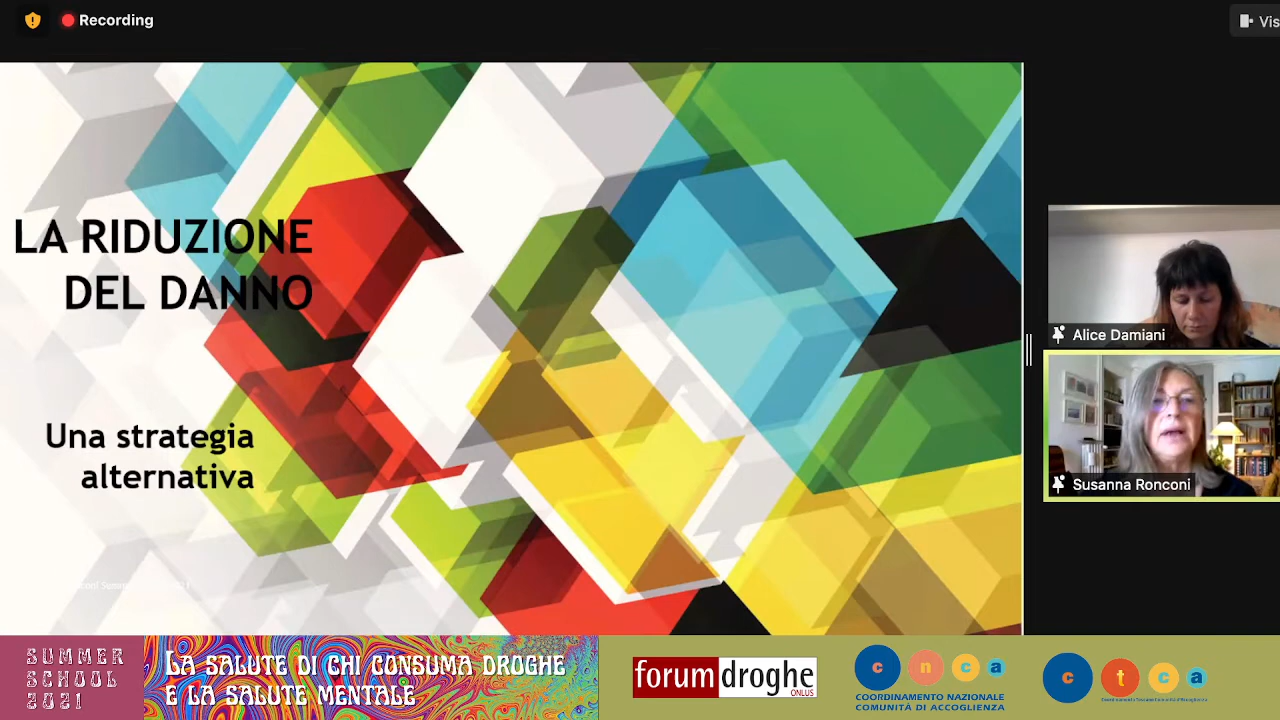 Recording
Vis
LA RIDUZIONE
DEL DANNO
Una strategia
alternativa
Alice Damiani
Susanna Ronconi
SUMMER
SCHOOL
2021
LA SALUTE DI CHI CONSUMA DROGHE
E LA SALUTE MENTALE
forumdroghe
ONLUS
c n c a
COORDINAMENTO NAZIONALE
COMUNITÀ DI ACCOGLIENZA
c t c a